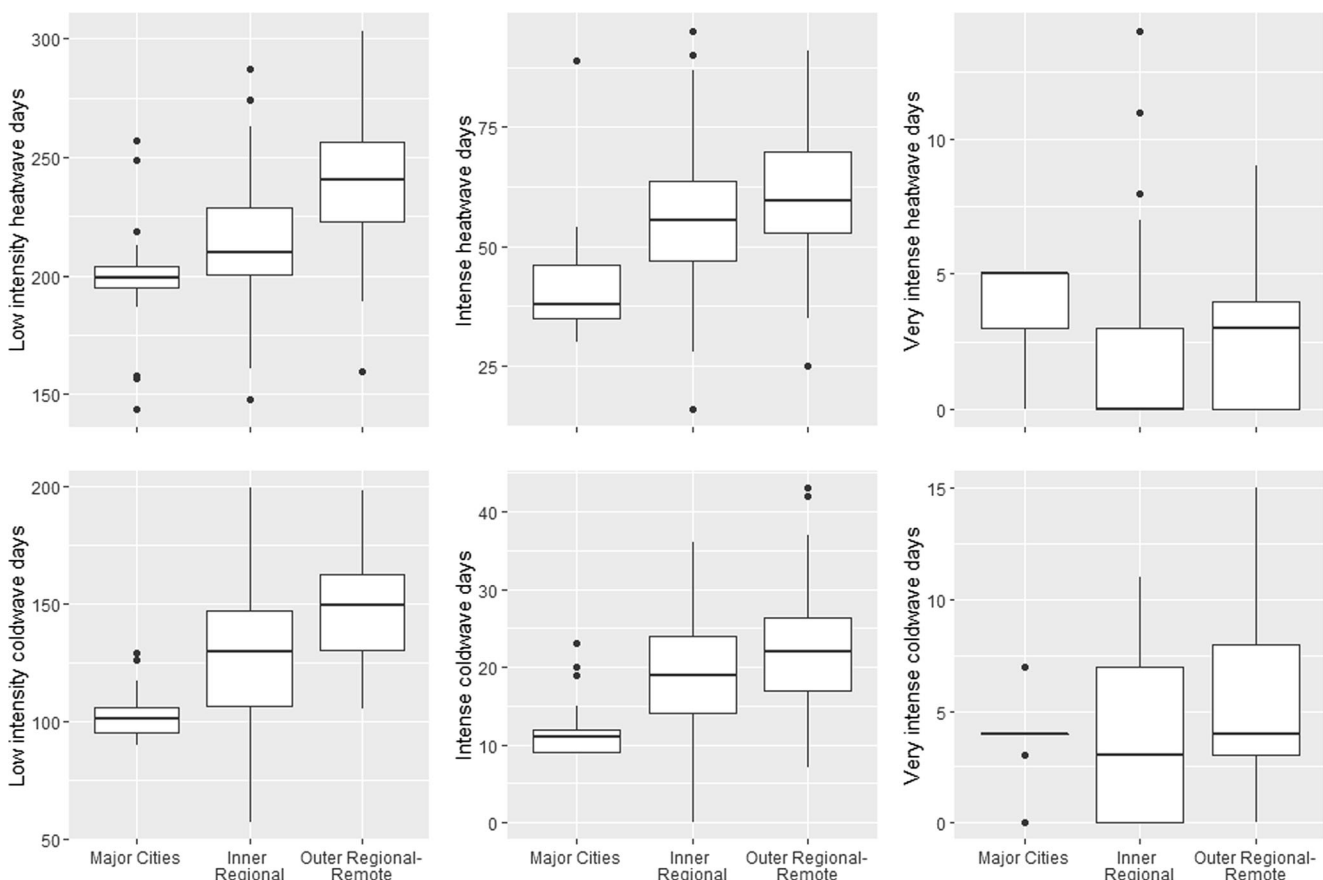 Low intensity heatwave days
300
250
200
150
Intense heatwave days
75
50
25
Very intense heatwave days
10
5
0
Low intensity coldwave days
200
150
100
50
Major Cities
Inner
Regional
Outer Regional-
Remote
Intense coldwave days
40
30
20
10
0
Major Cities
Inner
Regional
Outer Regional-
Remote
Very intense coldwave days
15
10
5
0
Major Cities
Inner
Regional
Outer Regional-
Remote